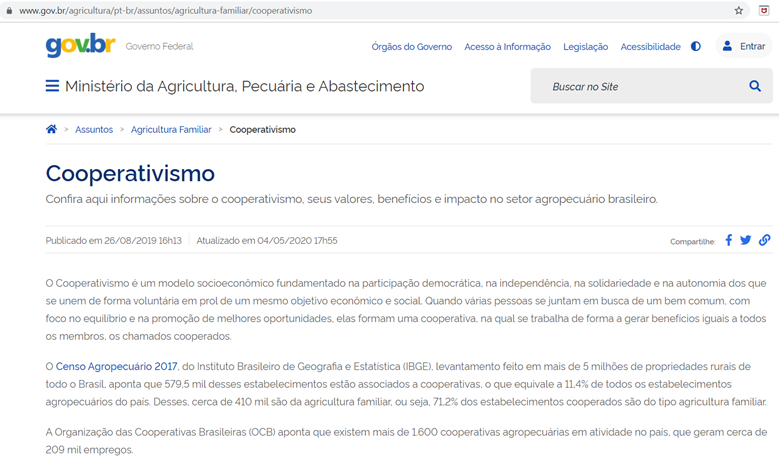 www.gov.br/agricultura/pt-br/assuntos/agricultura-familiar/cooperativismo
gov.br Governo Federal Órgãos do Governo Acesso à Informação Legislação Acessibilidade Entrar
Ministério da Agricultura, Pecuária e Abastecimento Buscar no Site
> Assuntos > Agricultura Familiar > Cooperativismo
Cooperativismo
Confira aqui informações sobre o cooperativismo, seus valores, benefícios e impacto no setor agropecuário brasileiro.
Publicado em 26/08/2019 16h13 Atualizado em 04/05/2020 17h55 Compartilhe:
O Cooperativismo é um modelo socioeconômico fundamentado na participação democrática, na independência, na solidariedade e na autonomia dos que
se unem de forma voluntária em prol de um mesmo objetivo econômico e social. Quando várias pessoas se juntam em busca de um bem comum, com
foco no equilíbrio e na promoção de melhores oportunidades, elas formam uma cooperativa, na qual se trabalha de forma a gerar benefícios iguais a todos
os membros, os chamados cooperados.
O Censo Agropecuário 2017, do Instituto Brasileiro de Geografia e Estatística (IBGE), levantamento feito em mais de 5 milhões de propriedades rurais de
todo o Brasil, aponta que 579,5 mil desses estabelecimentos estão associados a cooperativas, o que equivale a 11,4% de todos os estabelecimentos
agropecuários do país. Desses, cerca de 410 mil são da agricultura familiar, ou seja, 71,2% dos estabelecimentos cooperados são do tipo agricultura familiar.
A Organização das Cooperativas Brasileiras (OCB) aponta que existem mais de 1.600 cooperativas agropecuárias em atividade no país, que geram cerca de
209 mil empregos.